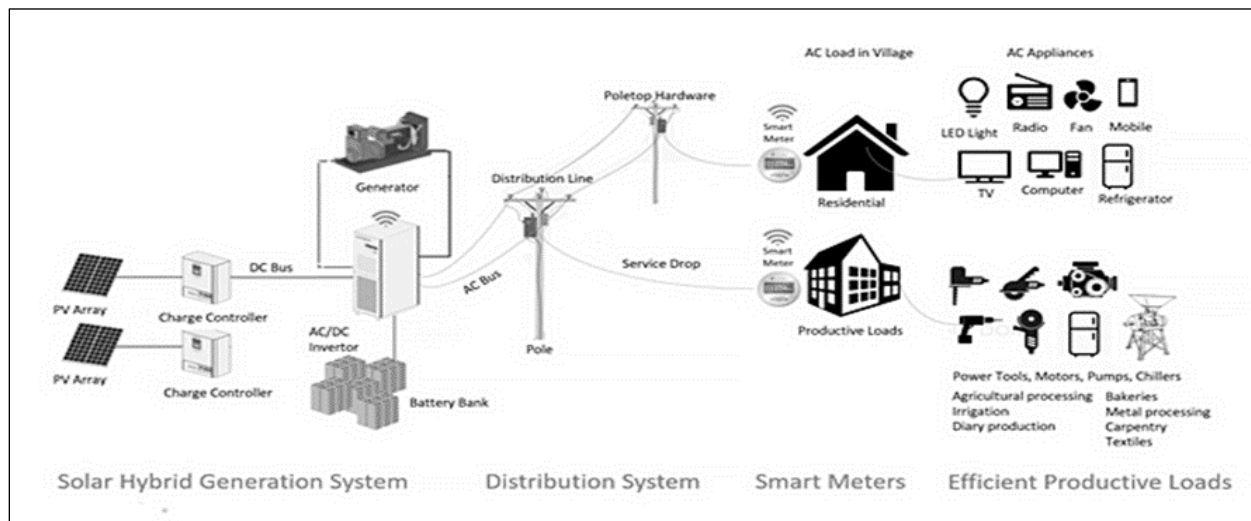 AC Load in Village
AC Appliances
Poletop Hardware
Smart
Meter
LED Light
Radio
Fan
Mobile
Generator
Distribution Line
TV
Computer
Refrigerator
Residential
DC Bus
AC Bus
Service Drop
Smart
Meter
PV Array
Charge Controller
AC/DC
Invertor
Productive Loads
Pole
PV Array
Charge Controller
Battery Bank
Power Tools, Motors, Pumps, Chillers
Agricultural processing
Irrigation
Diary production
Bakeries
Metal processing
Carpentry
Textiles
Solar Hybrid Generation System
Distribution System
Smart Meters
Efficient Productive Loads